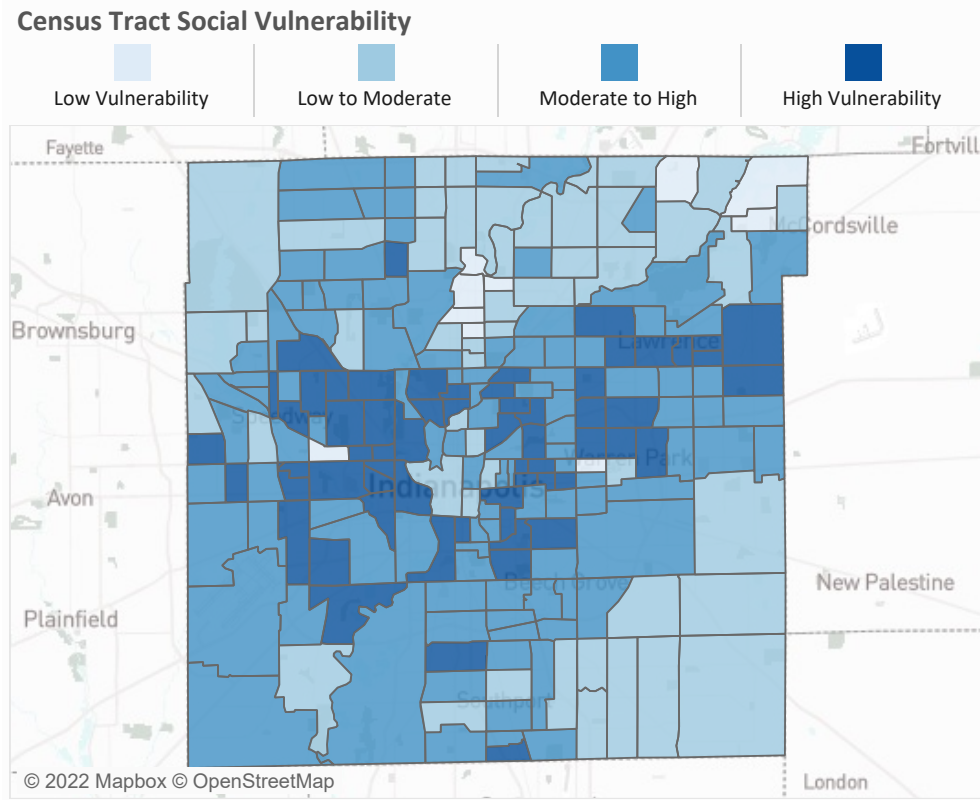 Census Tract Social Vulnerability
Low Vulnerability
Low to Moderate
Moderate to High
High Vulnerability
Fayette
Fortvill
McCordsville
Brownsburg
Lawrence
Speedway
Warren Park
Indianapolis
Avon
Beech Grove
New Palestine
Plainfield
Southport
© 2022 Mapbox © OpenStreetMap
London